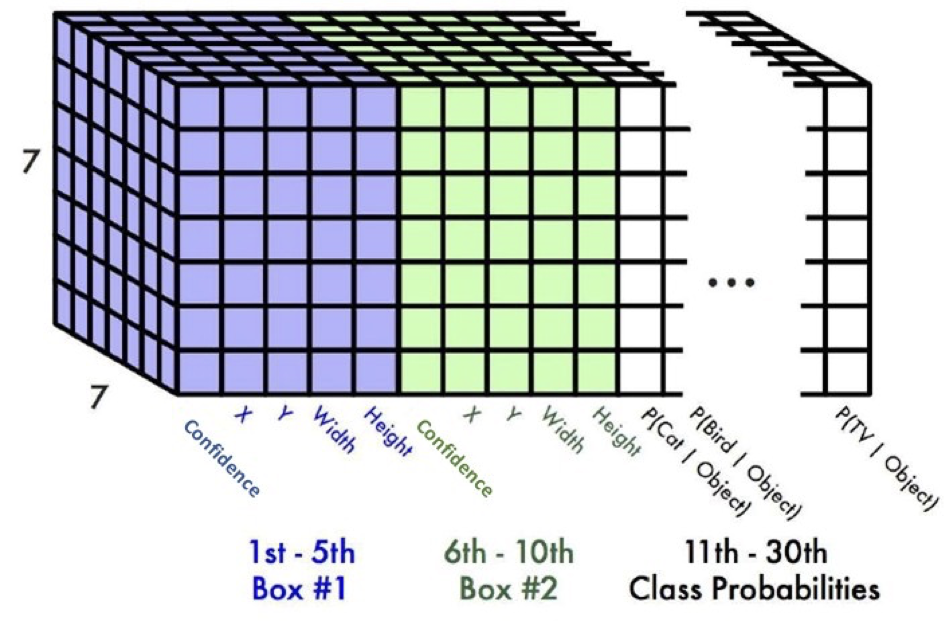 7
7
Confidence
X
Y
Width
Height
Confidence
X
Y
Width
Height
P(Cat | Object)
P(Bird | Object)
...
P(TV | Object)
1st - 5th
Box #1
6th - 10th
Box #2
11th - 30th
Class Probabilities